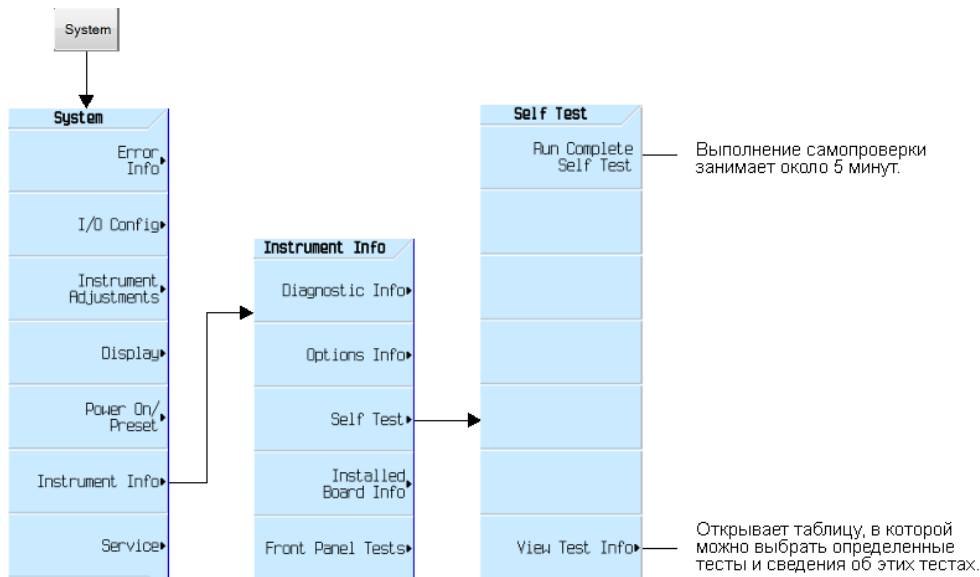 System
System
Error
Info
I/O Config
Instrument
Adjustments
Display
Power On/
Preset
Instrument Info
Service
Instrument Info
Diagnostic Info
Options Info
Self Test
Installed
Board Info
Front Panel Tests
Self Test
Run Complete
Self Test
View Test Info
Выполнение самопроверки
занимает около 5 минут.
Открывает таблицу, в которой
можно выбрать определенные
тесты и сведения об этих тестах.